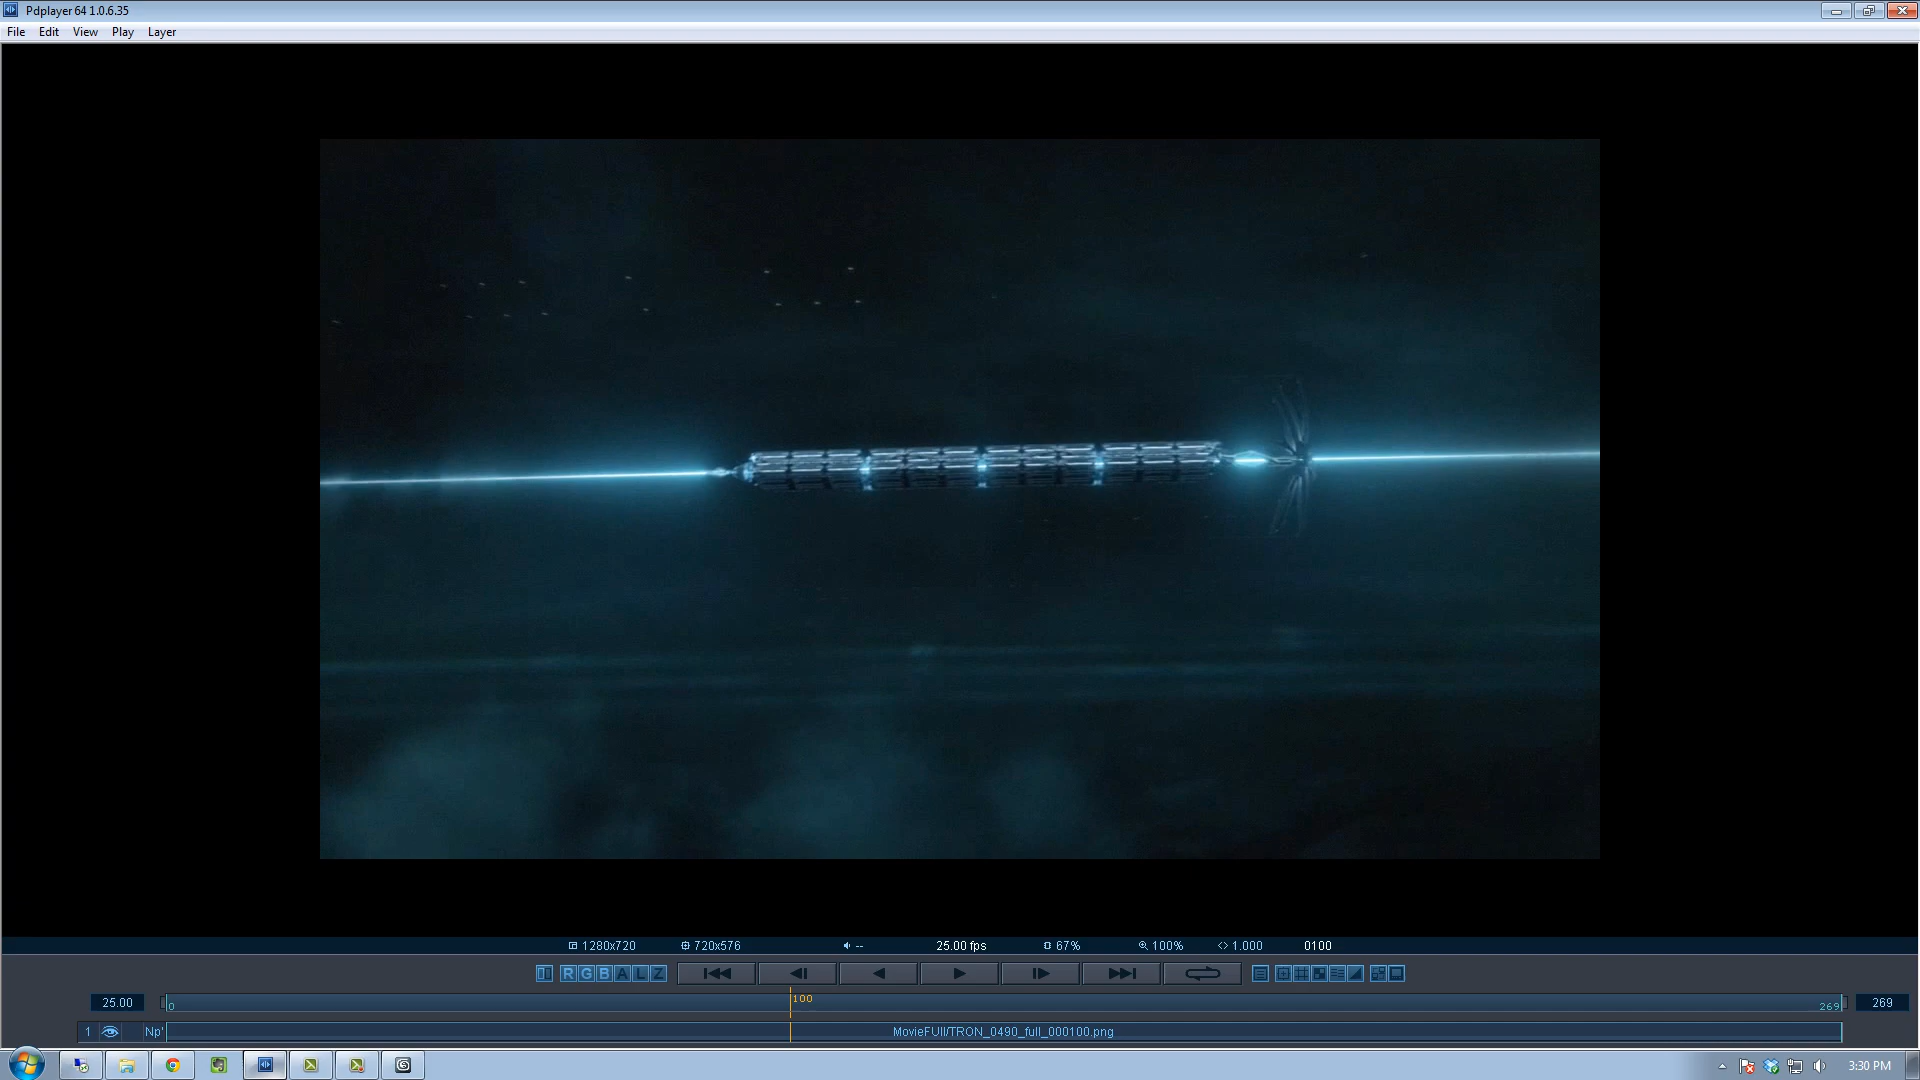 Pdplayer 64 1.0.6.35
File Edit View Play Layer
1280x720 720x576 -- 25.00 fps 67% 100% 1.000 0100
R G B A L Z
25.00 0 100 269 269
1 Np' MovieFUll/TRON_0490_full_000100.png
3:30 PM